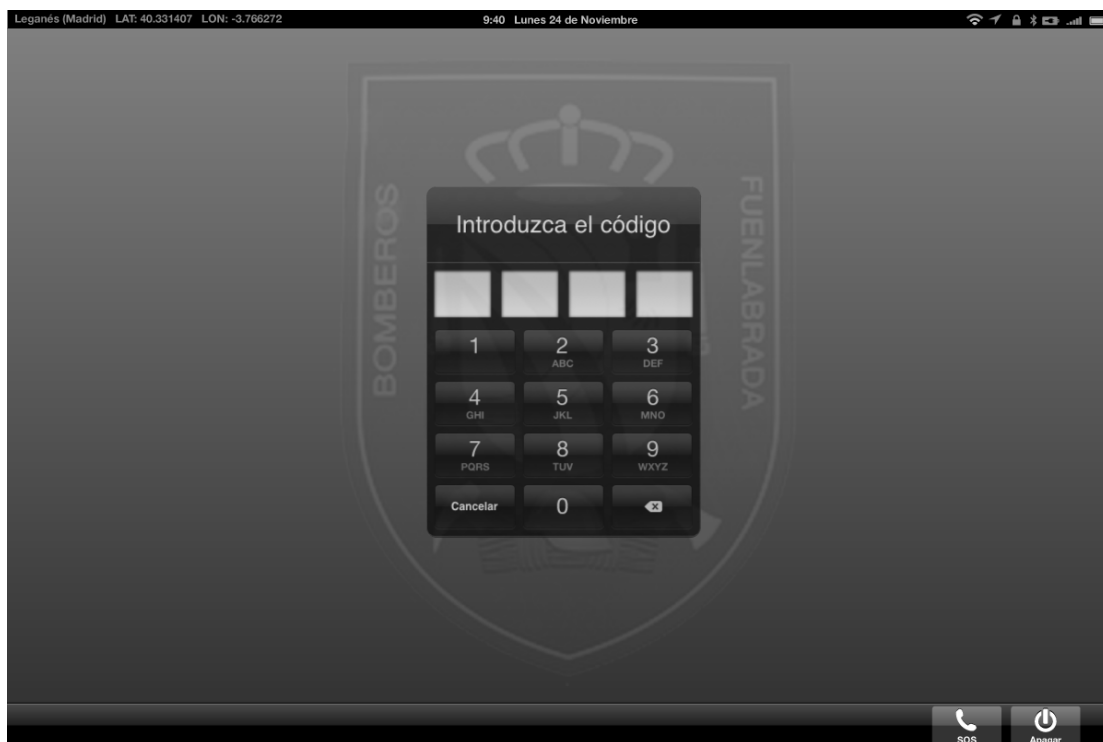 Leganés (Madrid) LAT: 40.331407 LON: -3.766272
9:40 Lunes 24 de Noviembre
BOMBEROS
FUENLABRADA
Introduzca el código
1
2
3
ABC
DEF
4
5
6
GHI
JKL
MNO
7
8
9
PQRS
TUV
WXYZ
Cancelar
0
SOS
Apagar